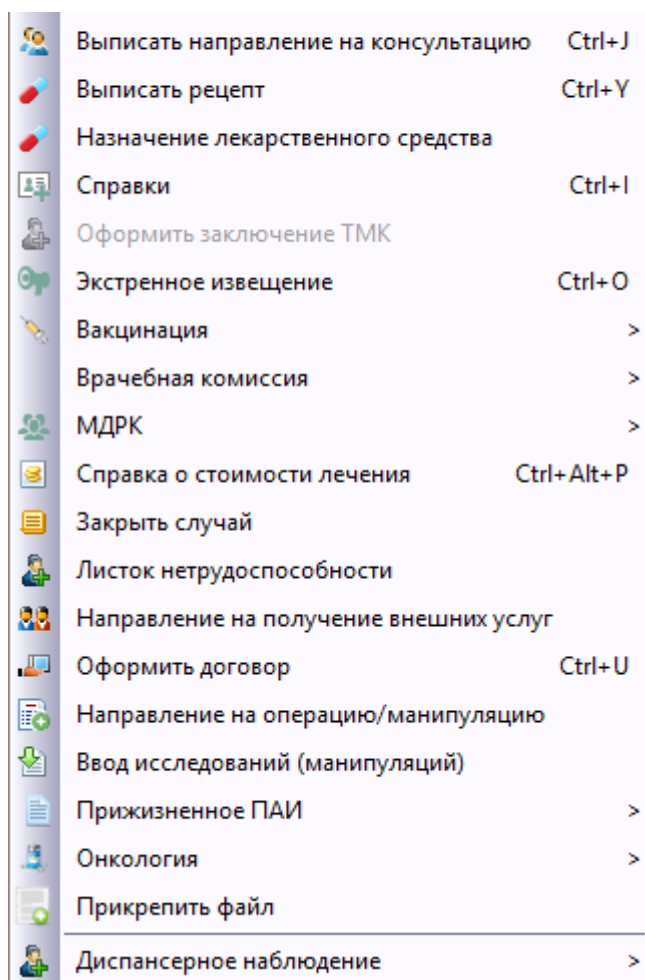 Выписать направление на консультацию Ctrl+J
Выписать рецепт Ctrl+Y
Назначение лекарственного средства
Справки Ctrl+I
Оформить заключение ТМК
Экстренное извещение Ctrl+O
Вакцинация >
Врачебная комиссия >
МДРК >
Справка о стоимости лечения Ctrl+Alt+P
Закрыть случай
Листок нетрудоспособности
Направление на получение внешних услуг
Оформить договор Ctrl+U
Направление на операцию/манипуляцию
Ввод исследований (манипуляций)
Прижизненное ПАИ >
Онкология >
Прикрепить файл
Диспансерное наблюдение >